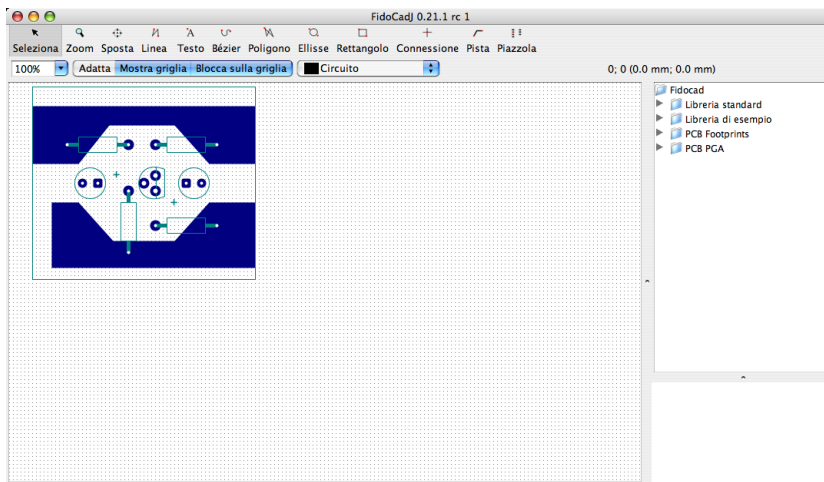 FidoCadJ 0.21.1 rc 1
Seleziona Zoom Sposta Linea Testo Bézier Poligono Ellisse Rettangolo Connessione Pista Piazzola
100% Adatta Mostra griglia Blocca sulla griglia Circuito 0; 0 (0.0 mm; 0.0 mm)
Fidocad
Libreria standard
Libreria di esempio
PCB Footprints
PCB PGA